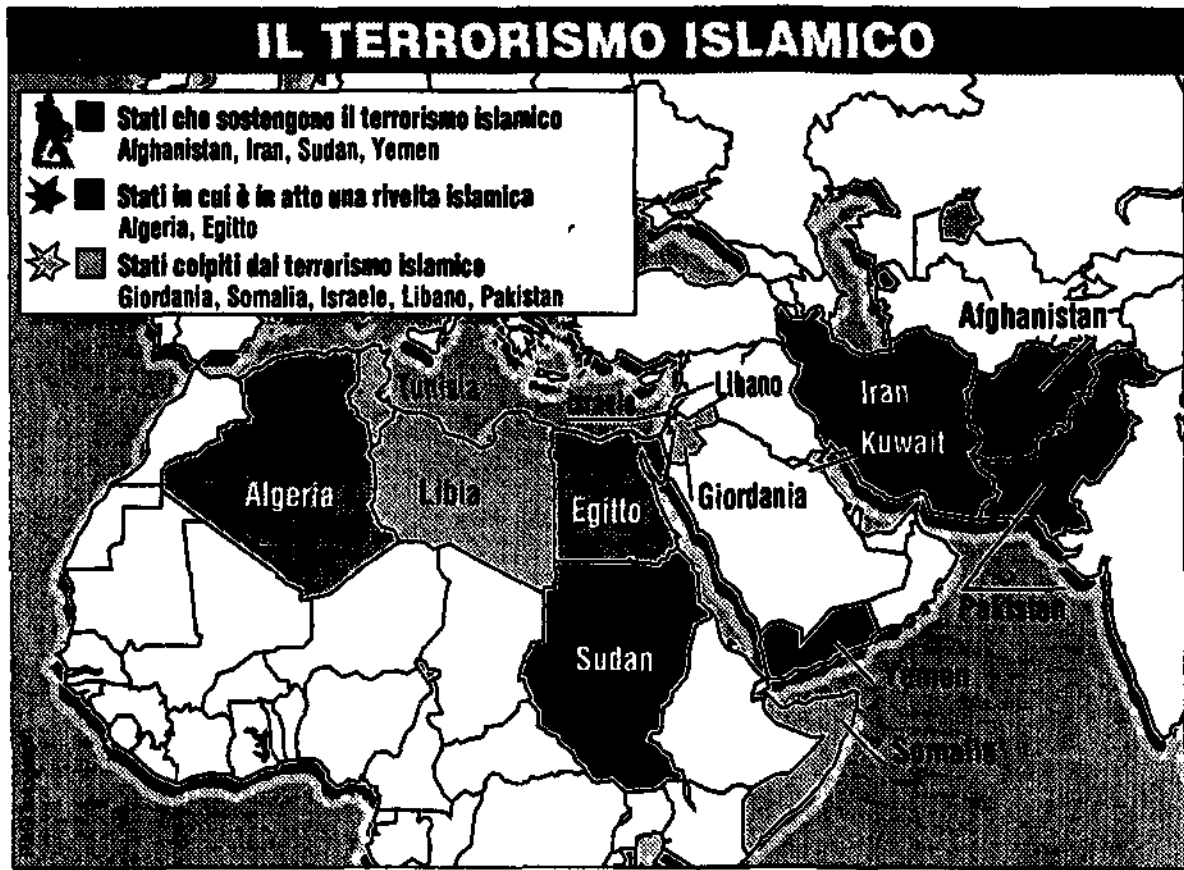 IL TERRORISMO ISLAMICO
Stati che sostengono il terrorismo islamico
Afghanistan, Iran, Sudan, Yemen
Stati in cui è in atto una rivolta islamica
Algeria, Egitto
Stati colpiti dal terrorismo islamico
Giordania, Somalia, Israele, Libano, Pakistan
Afghanistan
Tunisia
Israele
Libano
Iran
Kuwait
Algeria
Libia
Egitto
Giordania
Pakistan
Sudan
Yemen
Somalia